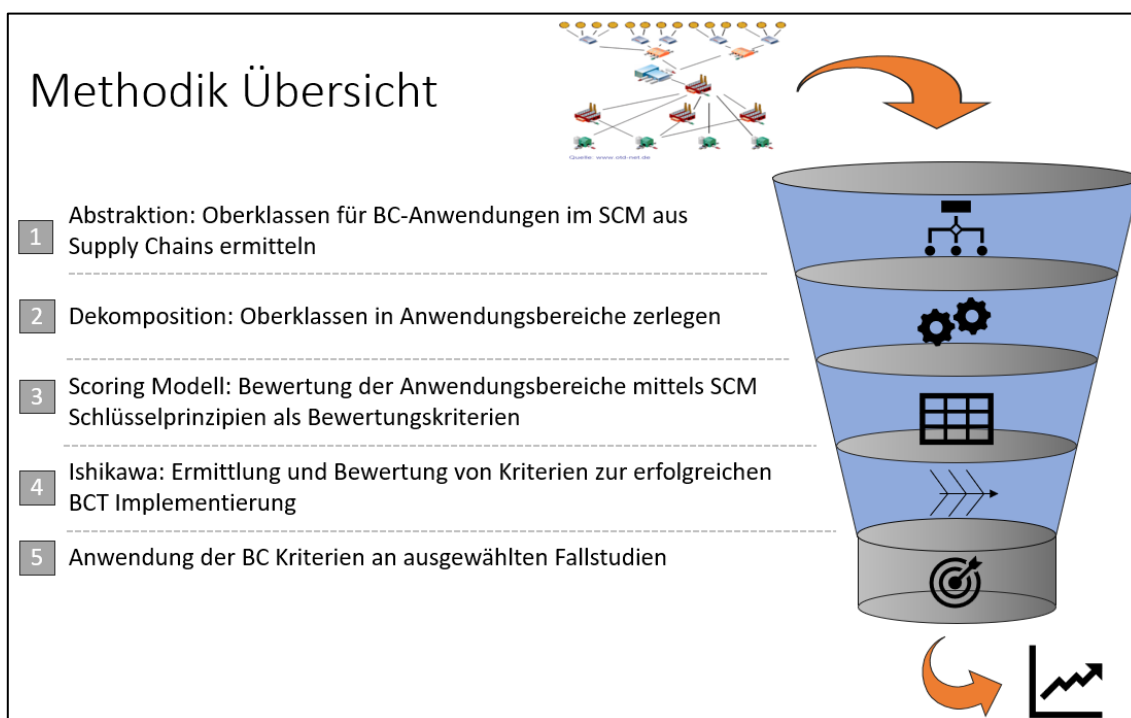 Methodik Übersicht
Quelle: www.otd-net.de
1
Abstraktion: Oberklassen für BC-Anwendungen im SCM aus
Supply Chains ermitteln
2
Dekomposition: Oberklassen in Anwendungsbereiche zerlegen
3
Scoring Modell: Bewertung der Anwendungsbereiche mittels SCM
Schlüsselprinzipien als Bewertungskriterien
4
Ishikawa: Ermittlung und Bewertung von Kriterien zur erfolgreichen
BCT Implementierung
5
Anwendung der BC Kriterien an ausgewählten Fallstudien